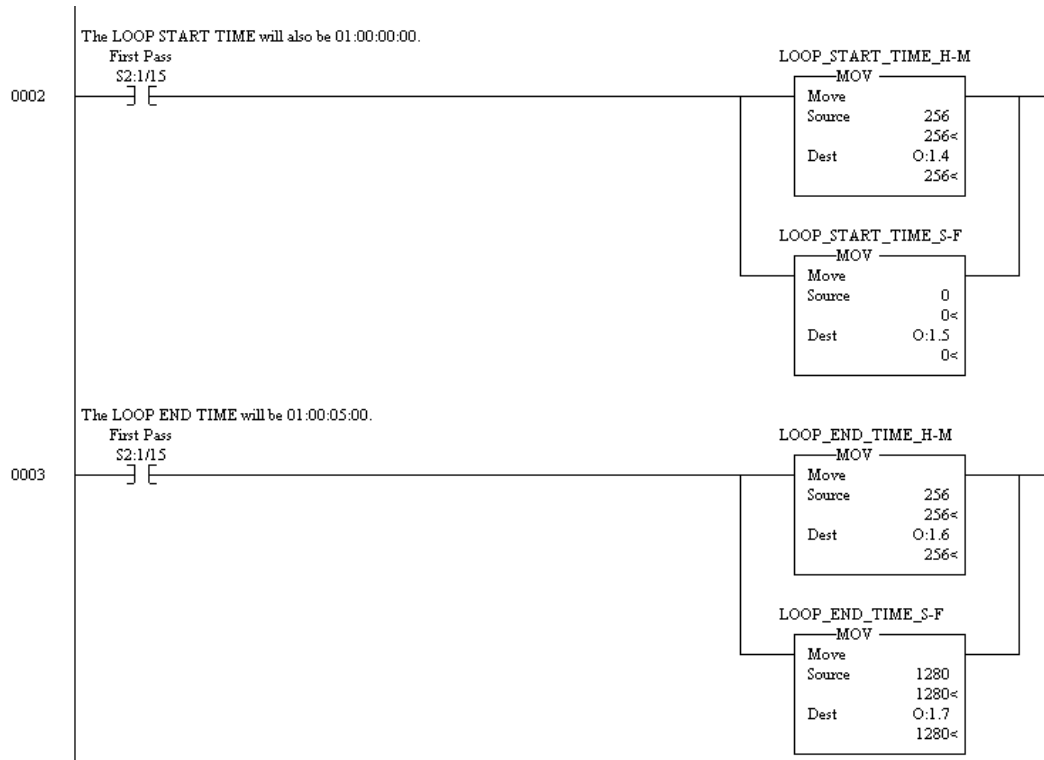 The LOOP START TIME will also be 01:00:00:00.
First Pass
S2:1/15
0002
LOOP_START_TIME_H-M
MOV
Move
Source 256
256<
Dest O:1.4
256<
LOOP_START_TIME_S-F
MOV
Move
Source 0
0<
Dest O:1.5
0<
The LOOP END TIME will be 01:00:05:00.
First Pass
S2:1/15
0003
LOOP_END_TIME_H-M
MOV
Move
Source 256
256<
Dest O:1.6
256<
LOOP_END_TIME_S-F
MOV
Move
Source 1280
1280<
Dest O:1.7
1280<